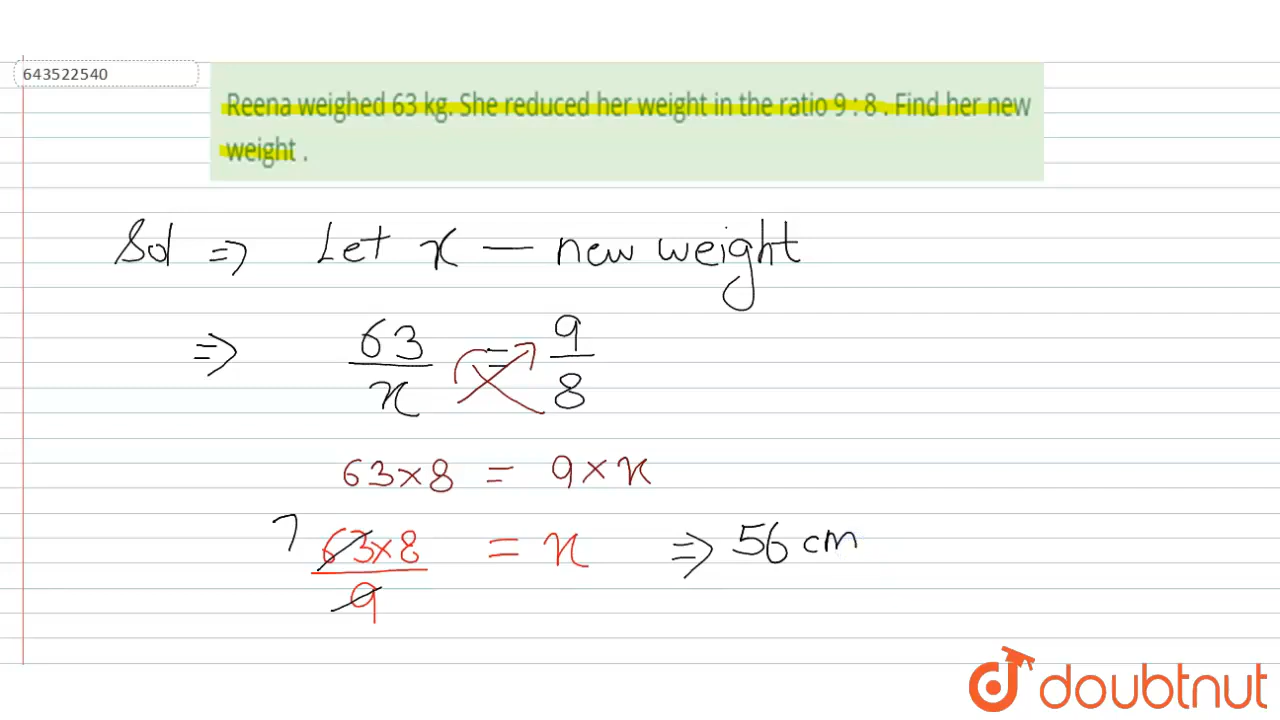 643522540
Reena weighed 63 kg. She reduced her weight in the ratio 9 : 8 . Find her new
weight .
Sol ⇒ Let x — new weight
⇒ 63/x = 9/8
63×8 = 9×x
7 63×8/9 = x ⇒ 56 cm
doubtnut